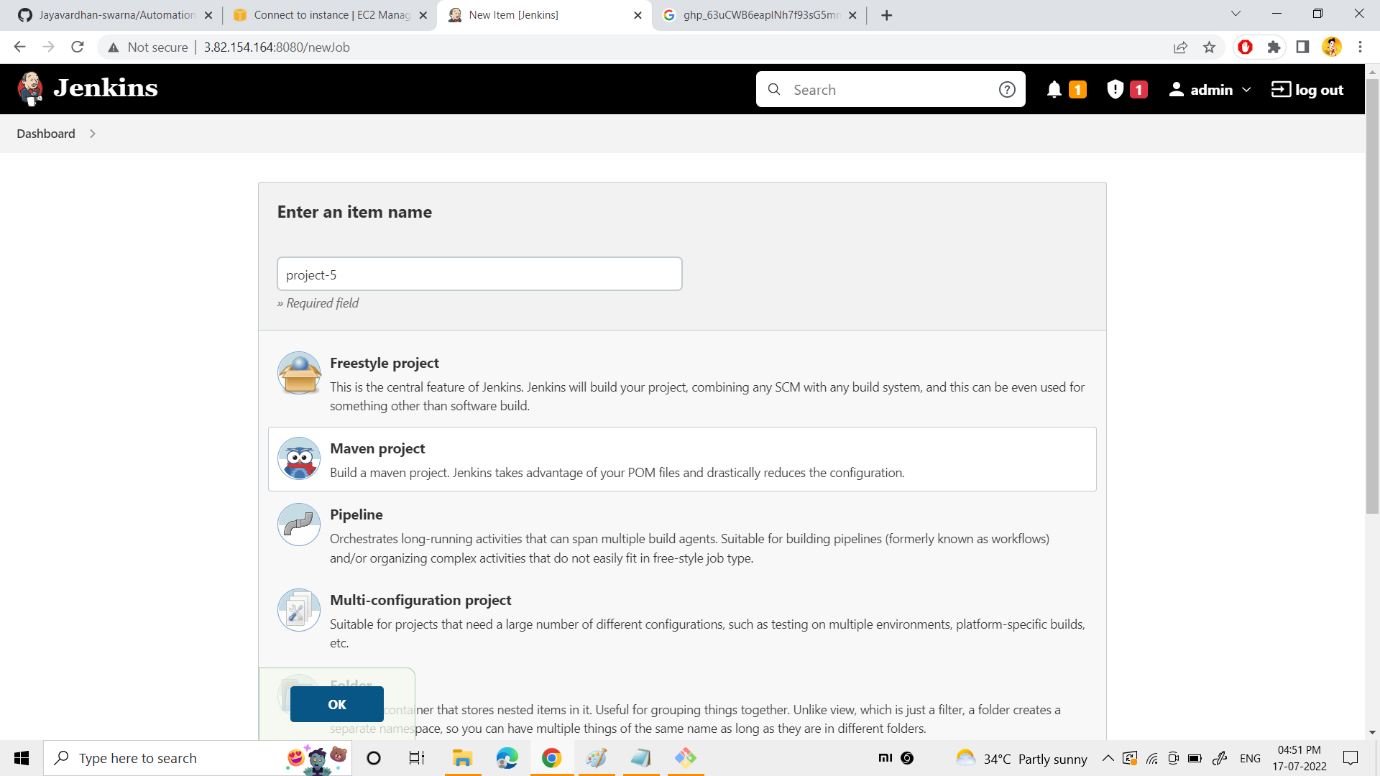 Jayavardhan-swarna/Automation
Connect to instance | EC2 Manag
New Item [Jenkins]
Not secure
3.82.154.164:8080/newJob
Jenkins
Search
1
1
admin
log out
Dashboard
Enter an item name
project-5
» Required field
Freestyle project
This is the central feature of Jenkins. Jenkins will build your project, combining any SCM with any build system, and this can be even used for
something other than software build.
Maven project
Build a maven project. Jenkins takes advantage of your POM files and drastically reduces the configuration.
Pipeline
Orchestrates long-running activities that can span multiple build agents. Suitable for building pipelines (formerly known as workflows)
and/or organizing complex activities that do not easily fit in free-style job type.
Multi-configuration project
Suitable for projects that need a large number of different configurations, such as testing on multiple environments, platform-specific builds,
etc.
Folder
OK
container that stores nested items in it. Useful for grouping things together. Unlike view, which is just a filter, a folder creates a
separate namespace, so you can have multiple things of the same name as long as they are in different folders.
Type here to search
34°C Partly sunny
ENG
04:51 PM
17-07-2022